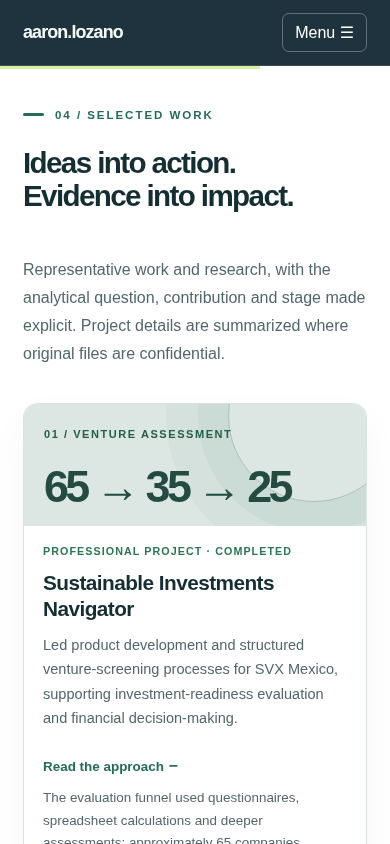 aaron.lozano
Menu ☰
04 / SELECTED WORK
Ideas into action.
Evidence into impact.
Representative work and research, with the
analytical question, contribution and stage made
explicit. Project details are summarized where
original files are confidential.
01 / VENTURE ASSESSMENT
65 → 35 → 25
PROFESSIONAL PROJECT · COMPLETED
Sustainable Investments
Navigator
Led product development and structured
venture-screening processes for SVX Mexico,
supporting investment-readiness evaluation
and financial decision-making.
Read the approach −
The evaluation funnel used questionnaires,
spreadsheet calculations and deeper
assessments: approximately 65 companies